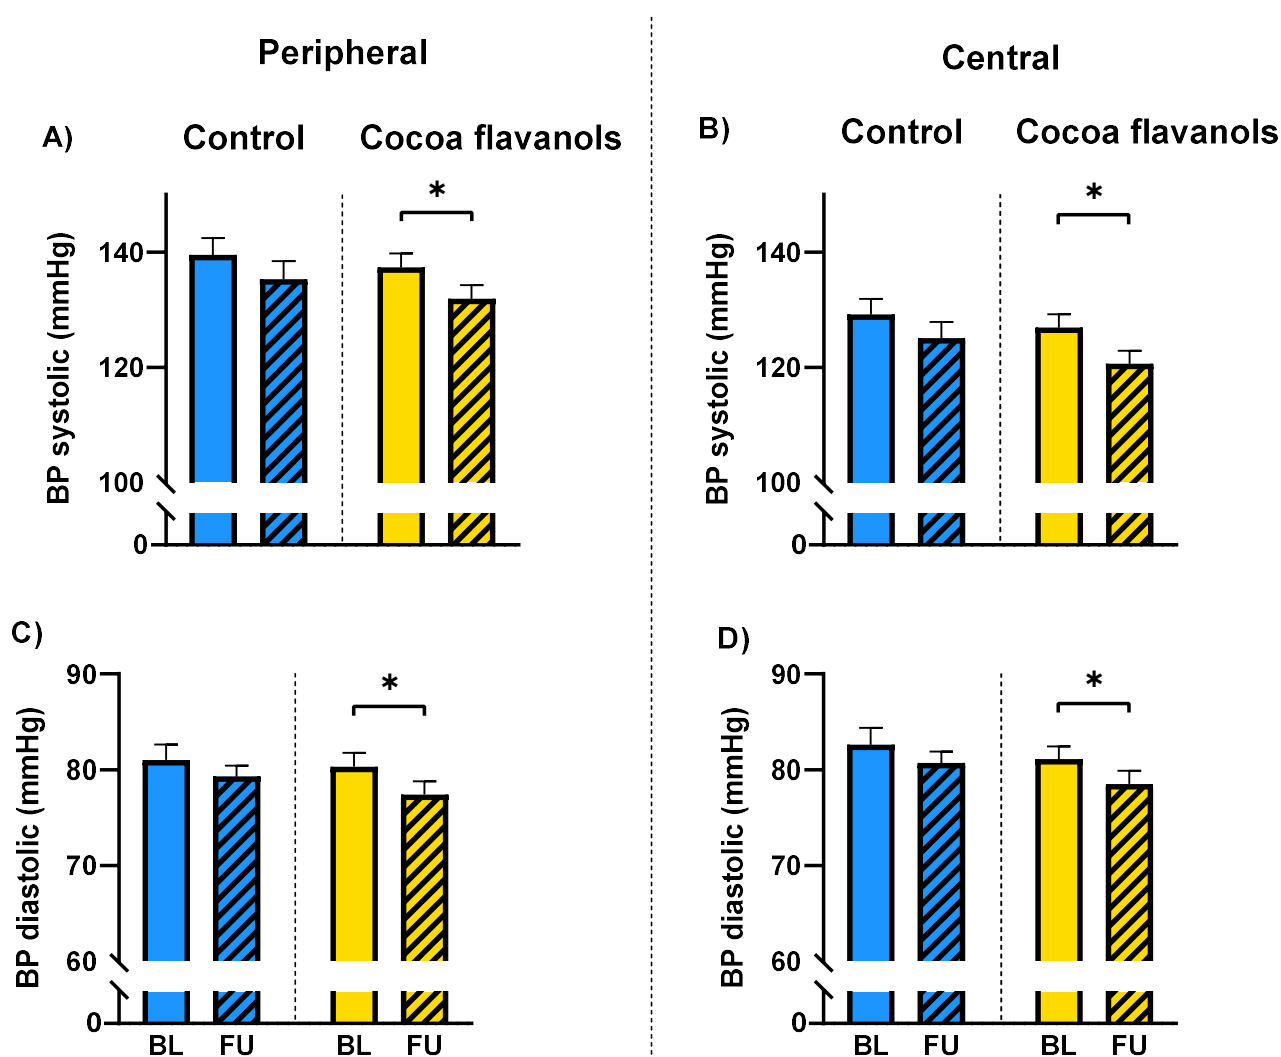 Peripheral
Central
A)
Control
Cocoa flavanols
B)
Control
Cocoa flavanols
*
*
BP systolic (mmHg)
140
120
100
0
BP systolic (mmHg)
140
120
100
0
C)
D)
*
*
BP diastolic (mmHg)
90
80
70
60
0
BL FU BL FU
BP diastolic (mmHg)
90
80
70
60
0
BL FU BL FU